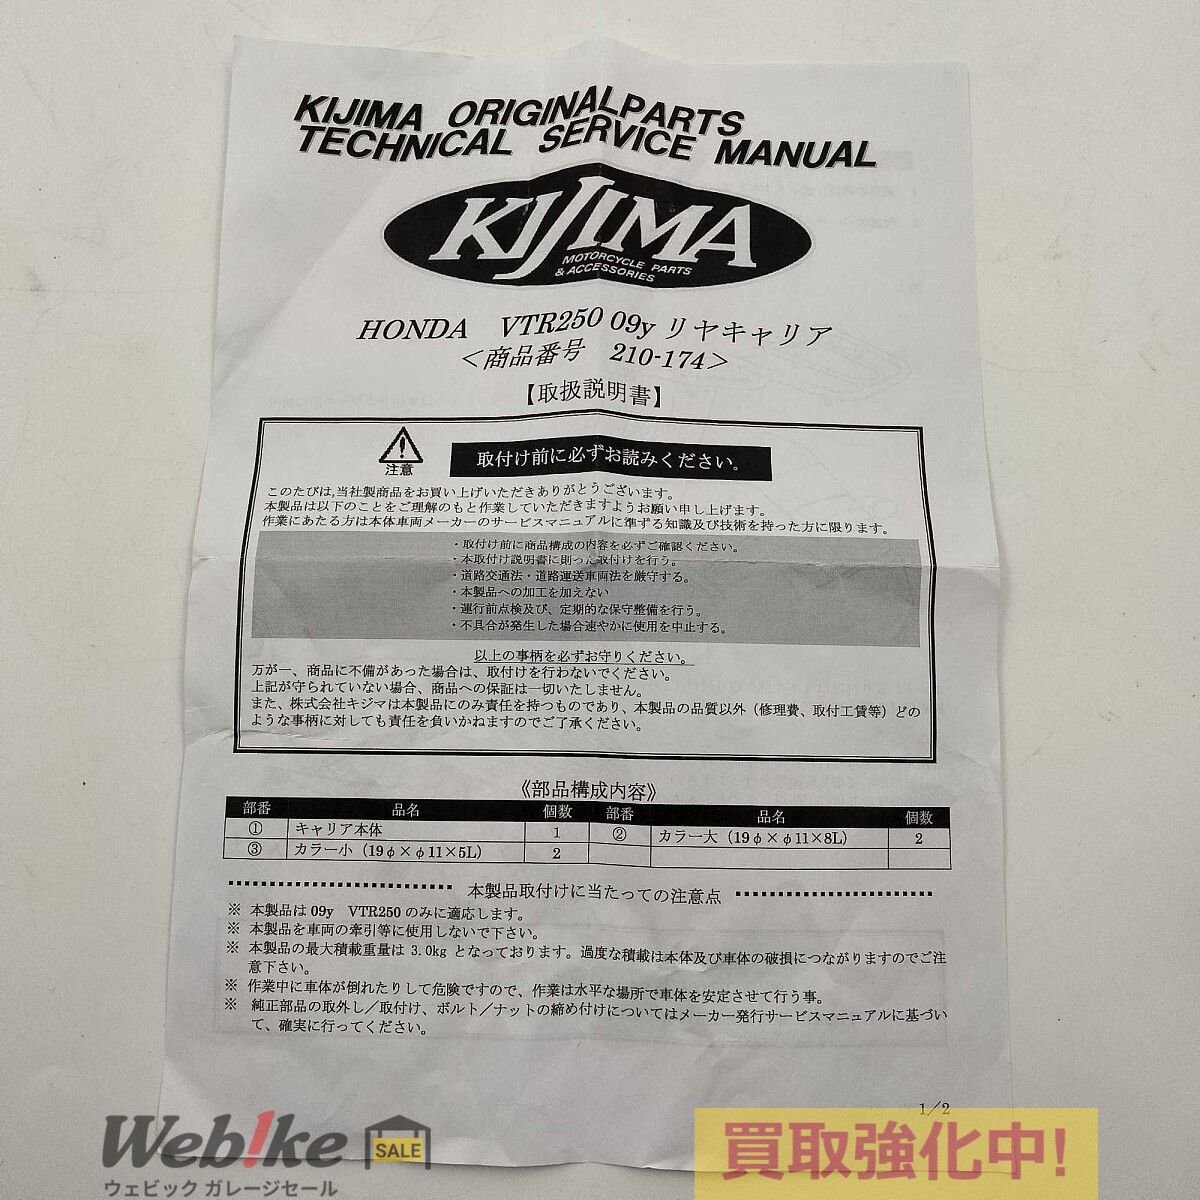 KIJIMA ORIGINALPARTS
TECHNICAL SERVICE MANUAL
KIJIMA
MOTORCYCLE PARTS
& ACCESSORIES
HONDA VTR250 09y リヤキャリア
＜商品番号 210-174＞
【取扱説明書】
注意
取付け前に必ずお読みください。
このたびは,当社製商品をお買い上げいただきありがとうございます。
本製品は以下のことをご理解のもと作業していただきますようお願い申し上げます。
作業にあたる方は本体車両メーカーのサービスマニュアルに準ずる知識及び技術を持った方に限ります。
・取付け前に商品構成の内容を必ずご確認ください。
・本取付け説明書に則った取付けを行う。
・道路交通法・道路運送車両法を厳守する。
・本製品への加工を加えない
・運行前点検及び、定期的な保守整備を行う。
・不具合が発生した場合速やかに使用を中止する。
以上の事柄を必ずお守りください。
万が一、商品に不備があった場合は、取付けを行わないでください。
上記が守られていない場合、商品への保証は一切いたしません。
また、株式会社キジマは本製品にのみ責任を持つものであり、本製品の品質以外（修理費、取付工賃等）どの
ような事柄に対しても責任を負いかねますのでご了承ください。
《部品構成内容》
部番 品名 個数 部番 品名 個数
① キャリア本体 1 ② カラー大（19φ×φ11×8L） 2
③ カラー小（19φ×φ11×5L） 2
本製品取付けに当たっての注意点
※ 本製品は 09y VTR250 のみに適応します。
※ 本製品を車両の牽引等に使用しないで下さい。
※ 本製品の最大積載重量は 3.0kg となっております。過度な積載は本体及び車体の破損につながりますのでご注
意下さい。
※ 作業中に車体が倒れたりして危険ですので、作業は水平な場所で車体を安定させて行う事。
※ 純正部品の取外し／取付け、ボルト／ナットの締め付けについてはメーカー発行サービスマニュアルに基づい
て、確実に行ってください。
1／2
Web!ke SALE
ウェビック ガレージセール
買取強化中!